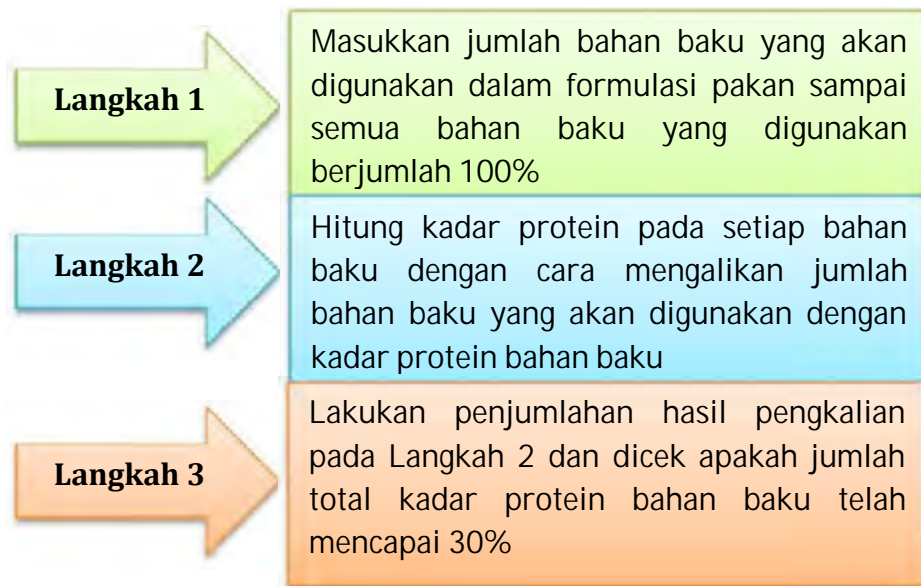 Langkah 1
Masukkan jumlah bahan baku yang akan
digunakan dalam formulasi pakan sampai
semua bahan baku yang digunakan
berjumlah 100%
Langkah 2
Hitung kadar protein pada setiap bahan
baku dengan cara mengalikan jumlah
bahan baku yang akan digunakan dengan
kadar protein bahan baku
Langkah 3
Lakukan penjumlahan hasil pengkalian
pada Langkah 2 dan dicek apakah jumlah
total kadar protein bahan baku telah
mencapai 30%